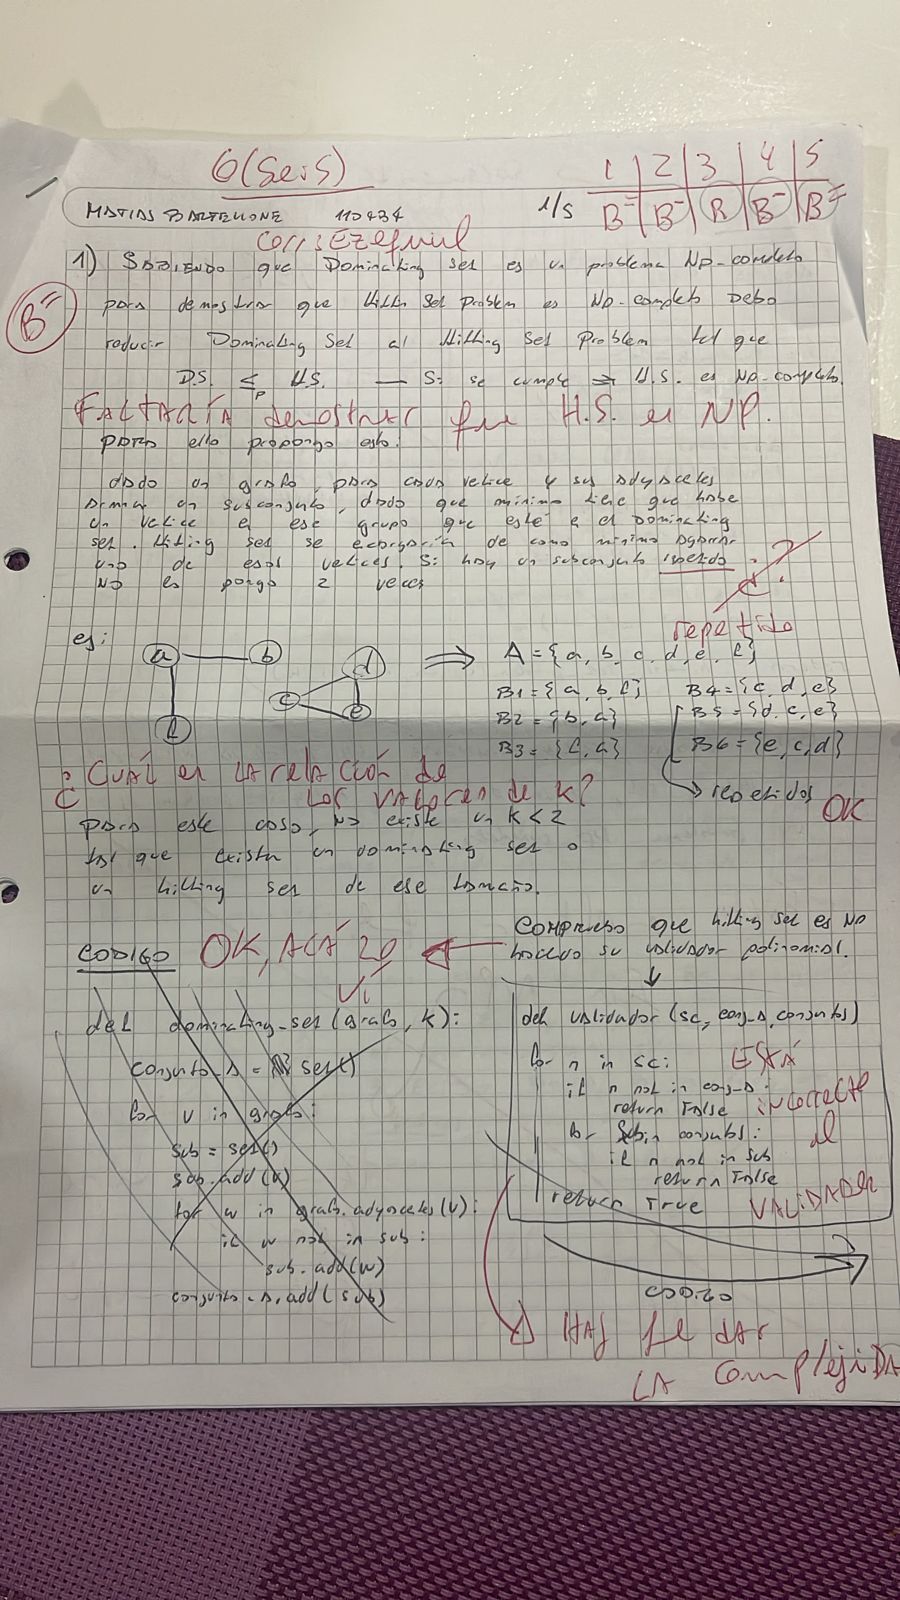 6 (Seis)
1 2 3 4 5
B- B- R B- B-
MATIAS BARTELLONE 110434 1/5
corr: Ezequiel
1) SABIENDO que Dominating set es un problema NP-completo
B-
para demostrar que Hitting Set Problem es NP-completo Debo
reducir Dominating Set al Hitting Set Problem tal que
D.S. ≤p H.S. — Si se cumple ⇒ H.S. es NP-completo.
FALTARÍA demostrar que H.S. es NP.
para ello propongo esto:
dado un grafo, para cada vertice y sus adyacentes
armar un subconjunto, dado que minimo tiene que haber
un vertice en ese grupo que este en el Dominating
set. Hitting set se encargaria de como minimo agarrar
uno de esos vertices. Si hay un subconjunto
no es pongo 2 veces
¿?
repetido
ej:
a b d c e f ⇒ A = {a, b, c, d, e, f}
B1 = {a, b, f} B4 = {c, d, e}
B2 = {b, a} B5 = {d, c, e}
B3 = {f, a} B6 = {e, c, d}
→ repetidos
OK
¿Cuál es la relación de
los valores de k?
para este caso, no existe un k < 2
tal que exista un dominating set o
un hitting set de ese tamaño.
COMPRUEBO que hitting set es NP
haciendo su validador polinomial.
CODIGO OK, ACÁ lo
vi
def dominating-set (grafo, k):
conjunto_A = set()
for v in grafo:
sub = set()
sub.add(v)
for w in grafo.adyacentes(v):
if w not in sub:
sub.add(w)
conjunto_A.add(sub)
def validador (sc, conj_A, conjuntos)
for n in sc:
if n not in conj_A:
return False
for Sub in conjuntos:
if n not in sub
return False
return True
ESTÁ
incorrecto
el
VALIDADOR
CODIGO
→ HAY que dar
LA complejida